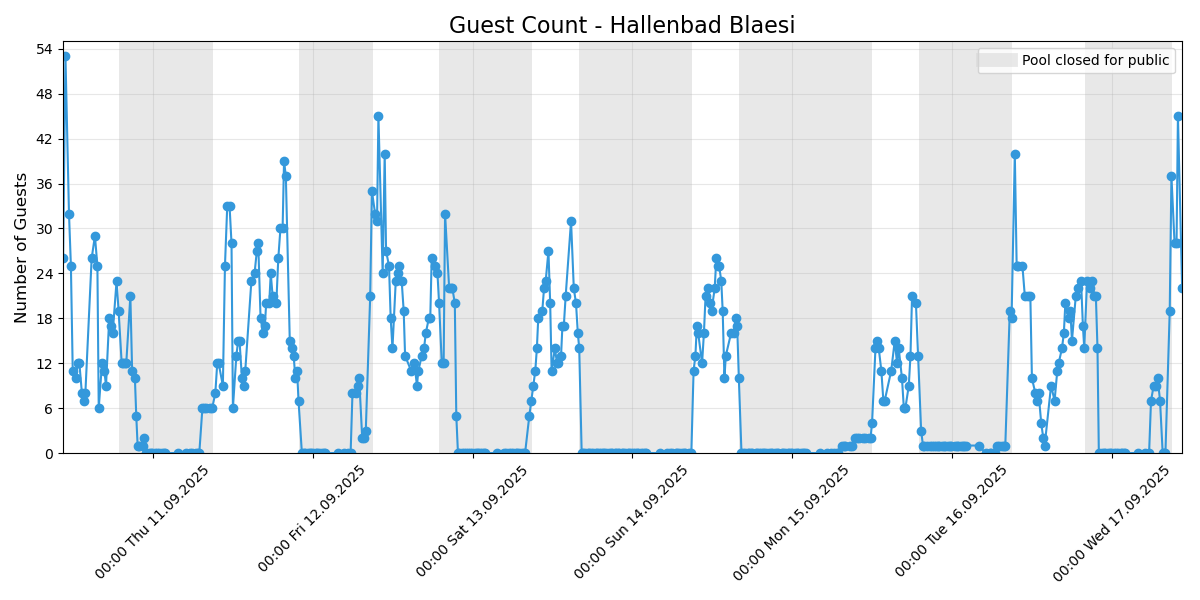 Guest Count - Hallenbad Blaesi
Pool closed for public
Number of Guests
54
48
42
36
30
24
18
12
6
0
00:00 Thu 11.09.2025
00:00 Fri 12.09.2025
00:00 Sat 13.09.2025
00:00 Sun 14.09.2025
00:00 Mon 15.09.2025
00:00 Tue 16.09.2025
00:00 Wed 17.09.2025